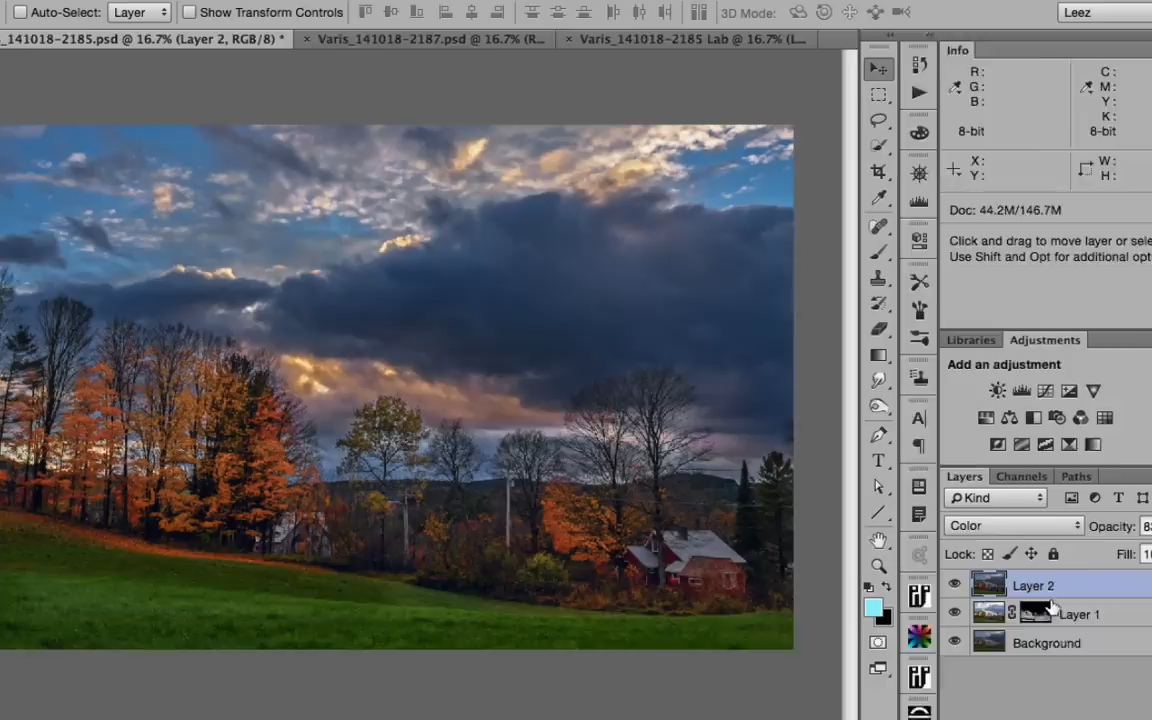 Auto-Select: Layer Show Transform Controls 3D Mode: Leez
_141018-2185.psd @ 16.7% (Layer 2, RGB/8) * × Varis_141018-2187.psd @ 16.7% (R... × Varis_141018-2185 Lab @ 16.7% (L...
Info
R: C:
G: M:
B: Y:
K:
8-bit 8-bit
X: W:
Y: H:
Doc: 44.2M/146.7M
Click and drag to move layer or sele
Use Shift and Opt for additional opt
Libraries Adjustments
Add an adjustment
Layers Channels Paths
Kind
Color Opacity: 8
Lock: Fill: 1
Layer 2
Layer 1
Background